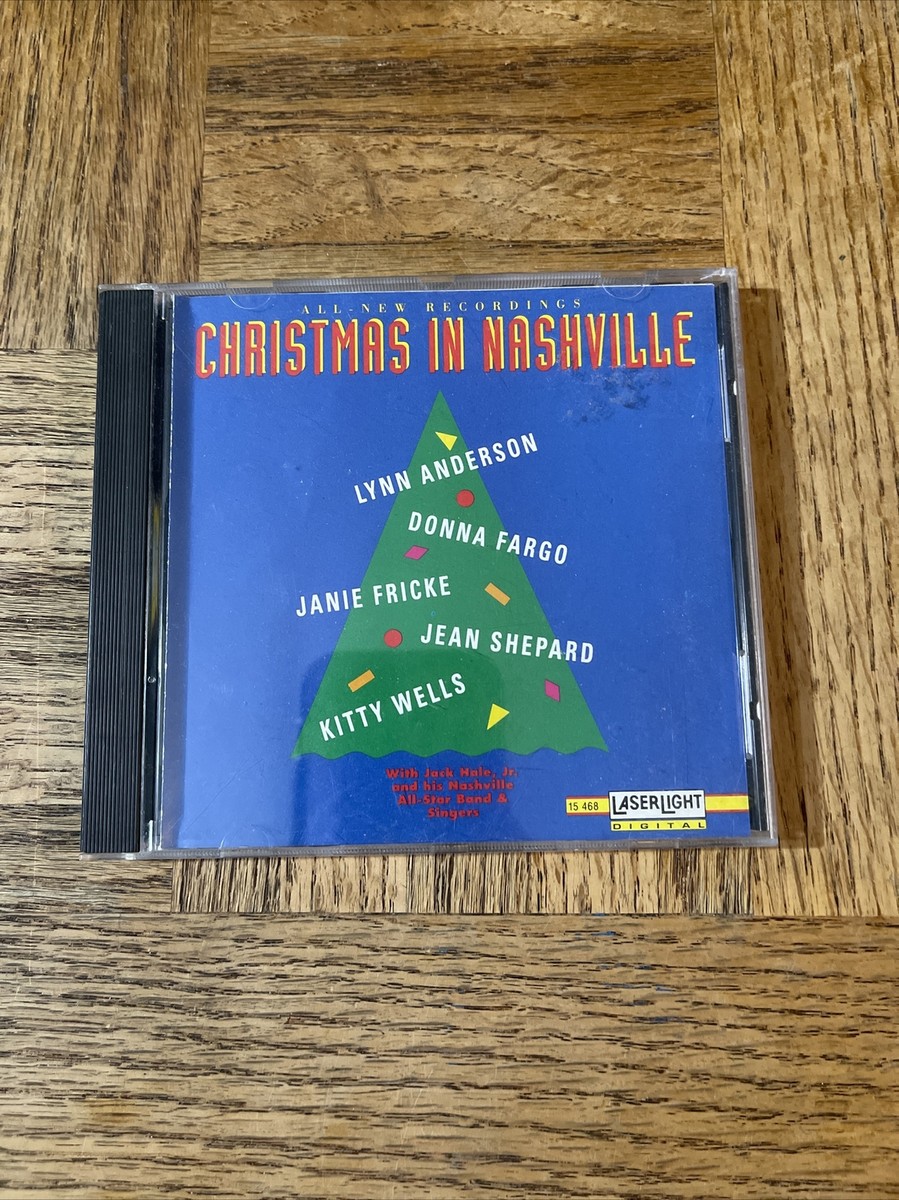 ALL-NEW RECORDINGS
CHRISTMAS IN NASHVILLE
LYNN ANDERSON
DONNA FARGO
JANIE FRICKE
JEAN SHEPARD
KITTY WELLS
With Jack Hale, Jr.
and his Nashville
All-Star Band &
Singers
15 468
LASERLIGHT
DIGITAL